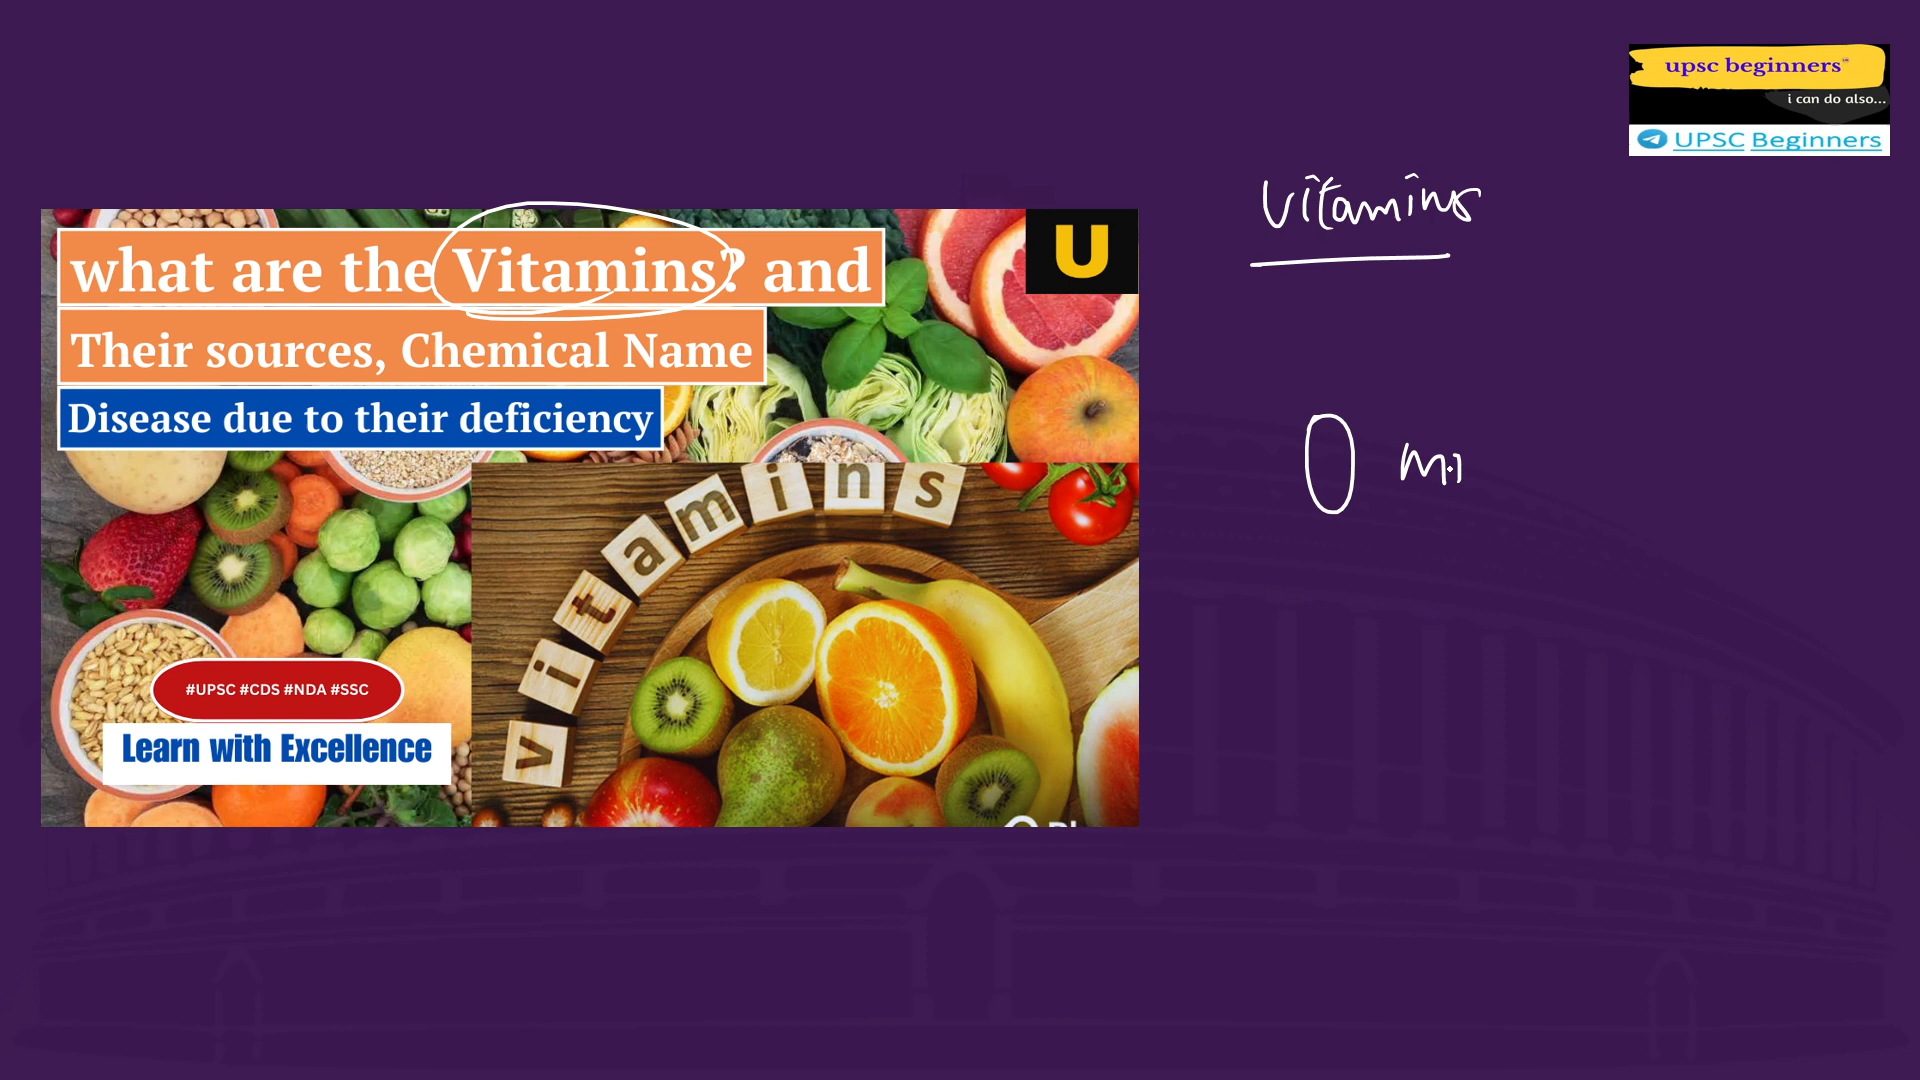 upsc beginners
i can do also...
UPSC Beginners
Vitamins
what are the Vitamins? and
Their sources, Chemical Name
Disease due to their deficiency
U
vitamins
#UPSC #CDS #NDA #SSC
Learn with Excellence